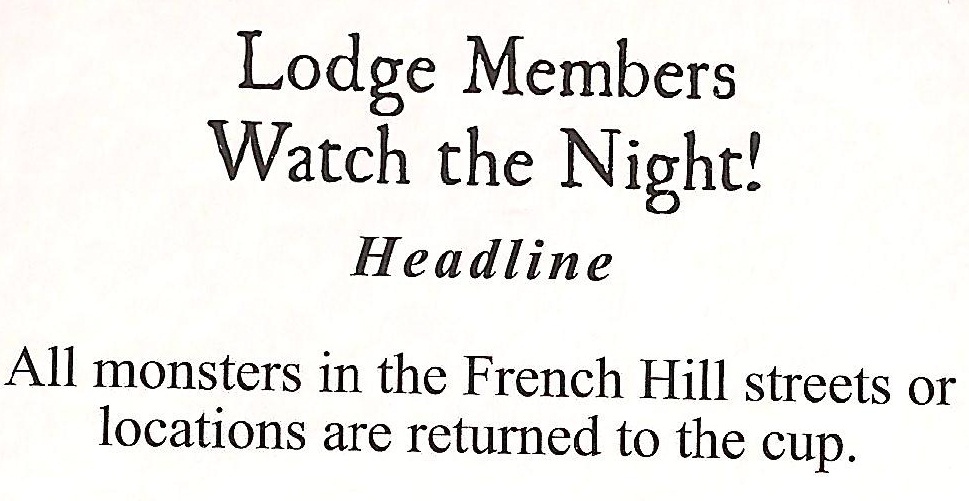 Lodge Members
Watch the Night!
Headline
All monsters in the French Hill streets or
locations are returned to the cup.